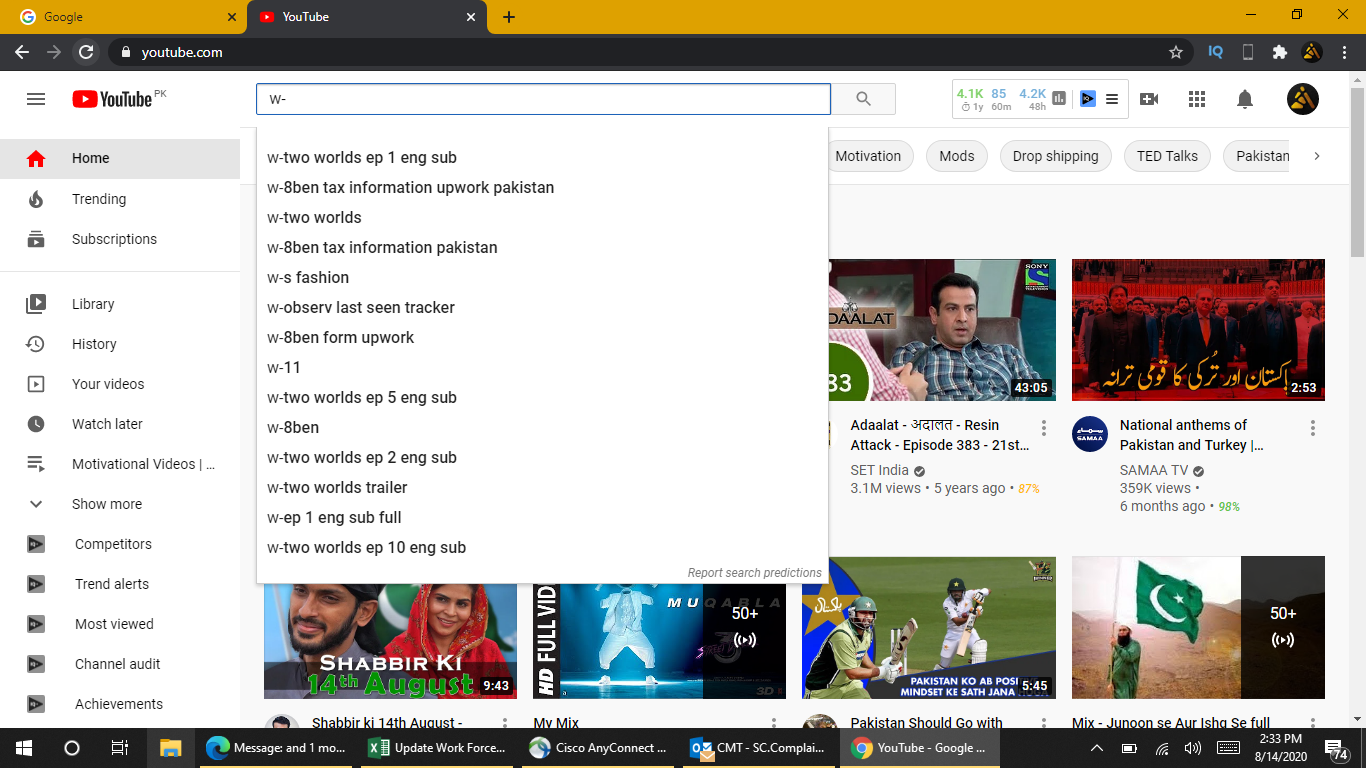 Google
YouTube
youtube.com
IQ
YouTube PK
w-
4.1K 85 4.2K
1y 60m 48h
Home
Trending
Subscriptions
Library
History
Your videos
Watch later
Motivational Videos | ...
Show more
Competitors
Trend alerts
Most viewed
Channel audit
Achievements
w-two worlds ep 1 eng sub
w-8ben tax information upwork pakistan
w-two worlds
w-8ben tax information pakistan
w-s fashion
w-observ last seen tracker
w-8ben form upwork
w-11
w-two worlds ep 5 eng sub
w-8ben
w-two worlds ep 2 eng sub
w-two worlds trailer
w-ep 1 eng sub full
w-two worlds ep 10 eng sub
Report search predictions
Motivation
Mods
Drop shipping
TED Talks
Pakistan
SONY
DAALAT
33
43:05
Adaalat - अदालत - Resin
Attack - Episode 383 - 21st...
SET India
3.1M views • 5 years ago • 87%
پاکستان اور تُرکی کا قومی ترانہ
2:53
SAMAA
National anthems of
Pakistan and Turkey |...
SAMAA TV
359K views •
6 months ago • 98%
SHABBIR KI
14th AUGUST
9:43
Shabbir ki 14th August -
HD FULL VID
MUQABLA
3D
50+
My Mix
PAKISTAN KO AB POSI
MINDSET KE SATH JANA
5:45
Pakistan Should Go with
50+
Mix - Junoon se Aur Ishq Se full
Message: and 1 mo...
Update Work Force...
Cisco AnyConnect ...
CMT - SC.Complai...
YouTube - Google ...
2:33 PM
8/14/2020
74